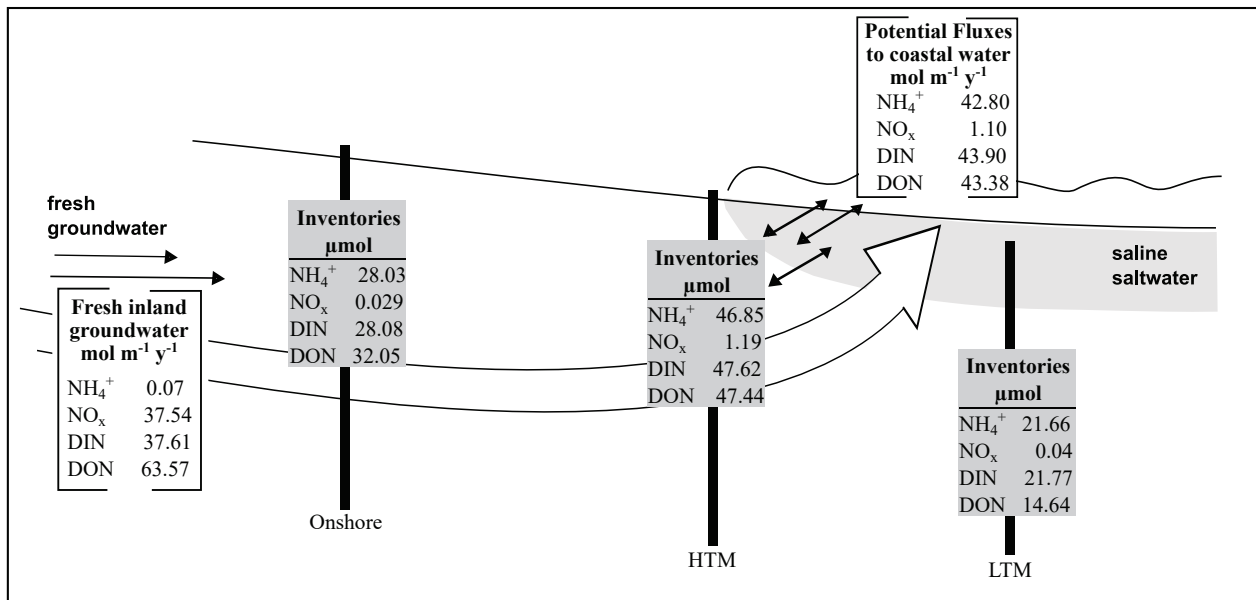 Potential Fluxes
to coastal water
mol m⁻¹ y⁻¹
NH₄⁺ 42.80
NOₓ 1.10
DIN 43.90
DON 43.38
fresh
groundwater
Fresh inland
groundwater
mol m⁻¹ y⁻¹
NH₄⁺ 0.07
NOₓ 37.54
DIN 37.61
DON 63.57
Inventories
µmol
NH₄⁺ 28.03
NOₓ 0.029
DIN 28.08
DON 32.05
Onshore
Inventories
µmol
NH₄⁺ 46.85
NOₓ 1.19
DIN 47.62
DON 47.44
HTM
saline
saltwater
Inventories
µmol
NH₄⁺ 21.66
NOₓ 0.04
DIN 21.77
DON 14.64
LTM